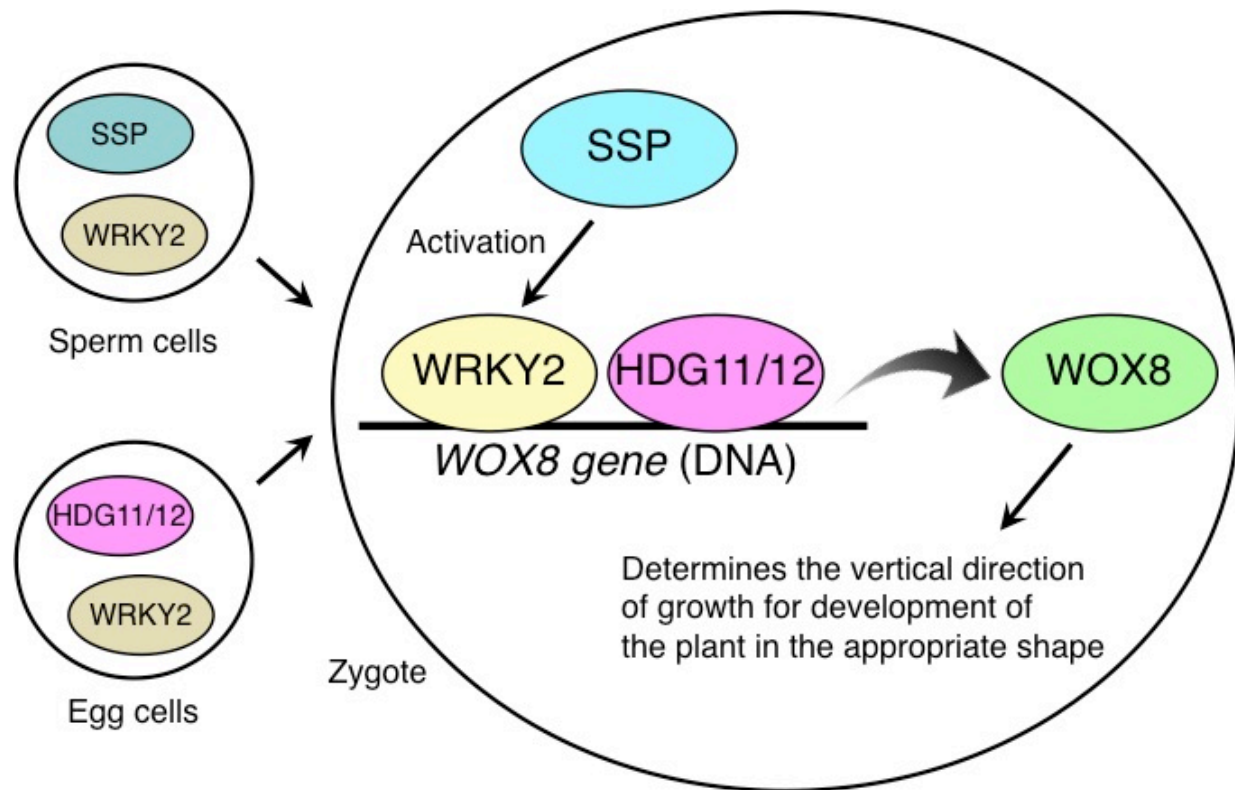 SSP
WRKY2
Sperm cells
HDG11/12
WRKY2
Egg cells
SSP
Activation
WRKY2
HDG11/12
WOX8
WOX8 gene (DNA)
Determines the vertical direction
of growth for development of
the plant in the appropriate shape
Zygote